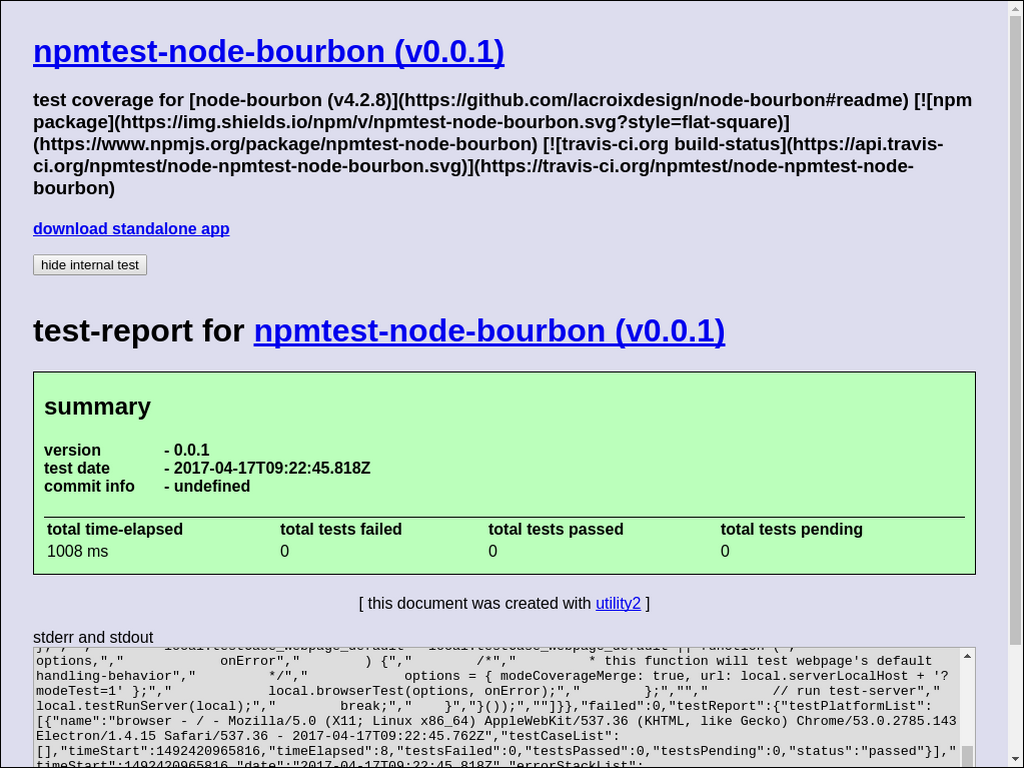 npmtest-node-bourbon (v0.0.1)
test coverage for [node-bourbon (v4.2.8)](https://github.com/lacroixdesign/node-bourbon#readme) [![npm
package](https://img.shields.io/npm/v/npmtest-node-bourbon.svg?style=flat-square)]
(https://www.npmjs.org/package/npmtest-node-bourbon) [![travis-ci.org build-status](https://api.travis-
ci.org/npmtest/node-npmtest-node-bourbon.svg)](https://travis-ci.org/npmtest/node-npmtest-node-
bourbon)
download standalone app
hide internal test
test-report for npmtest-node-bourbon (v0.0.1)
summary
version - 0.0.1
test date - 2017-04-17T09:22:45.818Z
commit info - undefined
total time-elapsed total tests failed total tests passed total tests pending
1008 ms 0 0 0
[ this document was created with utility2 ]
stderr and stdout
options,"," onError"," ) {"," /*"," * this function will test webpage's default
handling-behavior"," */"," options = { modeCoverageMerge: true, url: local.serverLocalHost + '?
modeTest=1' };"," local.browserTest(options, onError);"," };",""," // run test-server","
local.testRunServer(local);"," break;"," }","}());",""]}},"failed":0,"testReport":{"testPlatformList":
[{"name":"browser - / - Mozilla/5.0 (X11; Linux x86_64) AppleWebKit/537.36 (KHTML, like Gecko) Chrome/53.0.2785.143
Electron/1.4.15 Safari/537.36 - 2017-04-17T09:22:45.762Z","testCaseList":
[],"timeStart":1492420965816,"timeElapsed":8,"testsFailed":0,"testsPassed":0,"testsPending":0,"status":"passed"}],"
timeStart":1492420965816,"date":"2017-04-17T09:22:45.818Z","errorStackList":